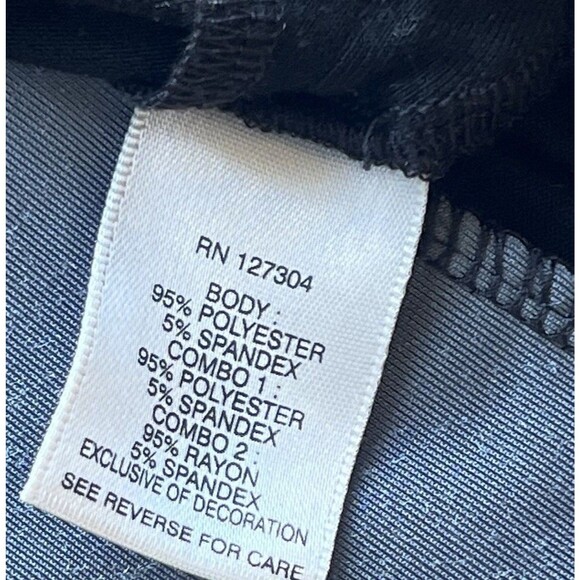 RN 127304
BODY :
95% POLYESTER
5% SPANDEX
COMBO 1 :
95% POLYESTER
5% SPANDEX
COMBO 2 :
95% RAYON
5% SPANDEX
EXCLUSIVE OF DECORATION
SEE REVERSE FOR CARE